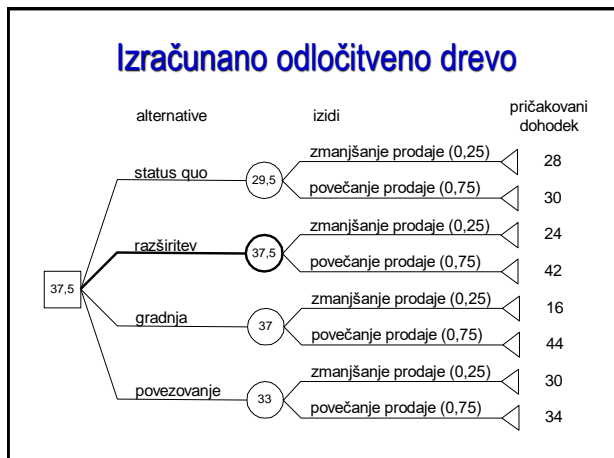 Izračunano odločitveno drevo
alternative
izidi
pričakovani
dohodek
status quo
29,5
zmanjšanje prodaje (0,25)
28
povečanje prodaje (0,75)
30
razširitev
37,5
zmanjšanje prodaje (0,25)
24
povečanje prodaje (0,75)
42
37,5
gradnja
37
zmanjšanje prodaje (0,25)
16
povečanje prodaje (0,75)
44
povezovanje
33
zmanjšanje prodaje (0,25)
30
povečanje prodaje (0,75)
34